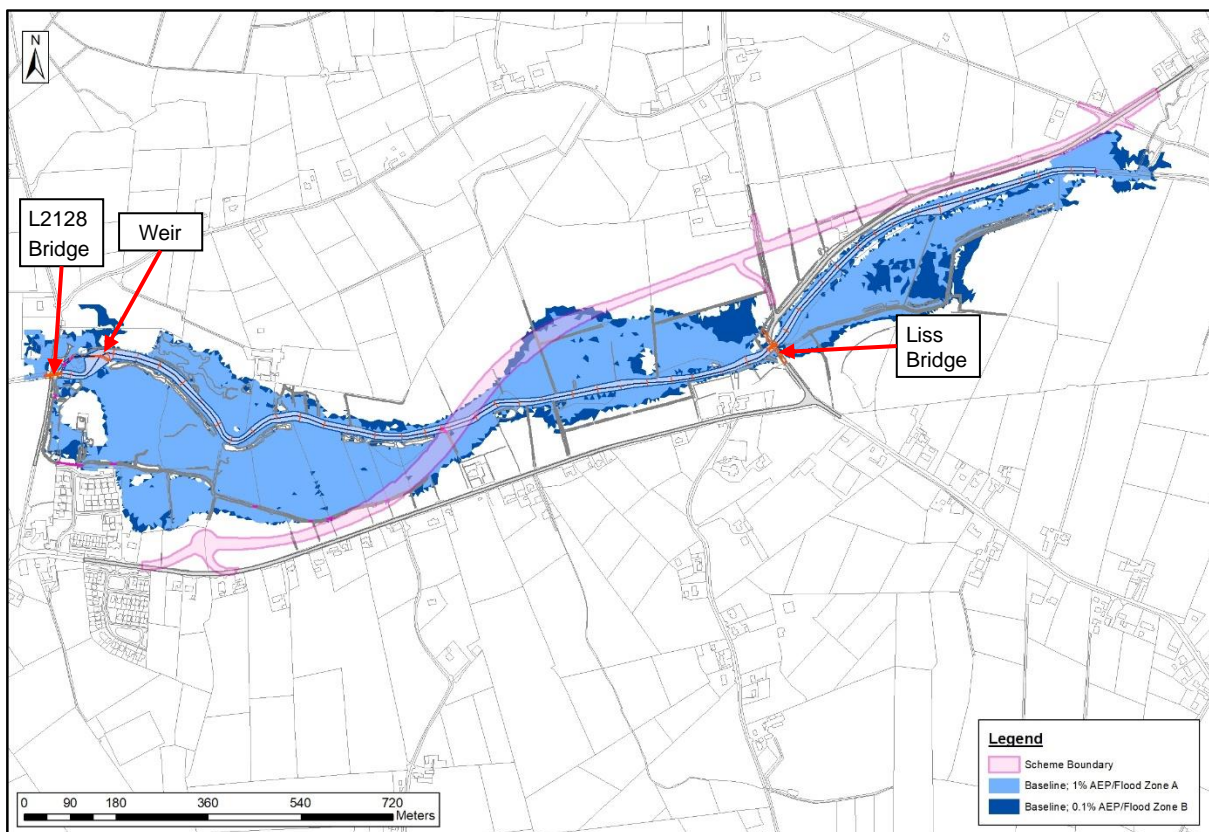 N
L2128
Bridge
Weir
Liss
Bridge
Legend
Scheme Boundary
Baseline; 1% AEP/Flood Zone A
Baseline; 0.1% AEP/Flood Zone B
0 90 180 360 540 720
Meters